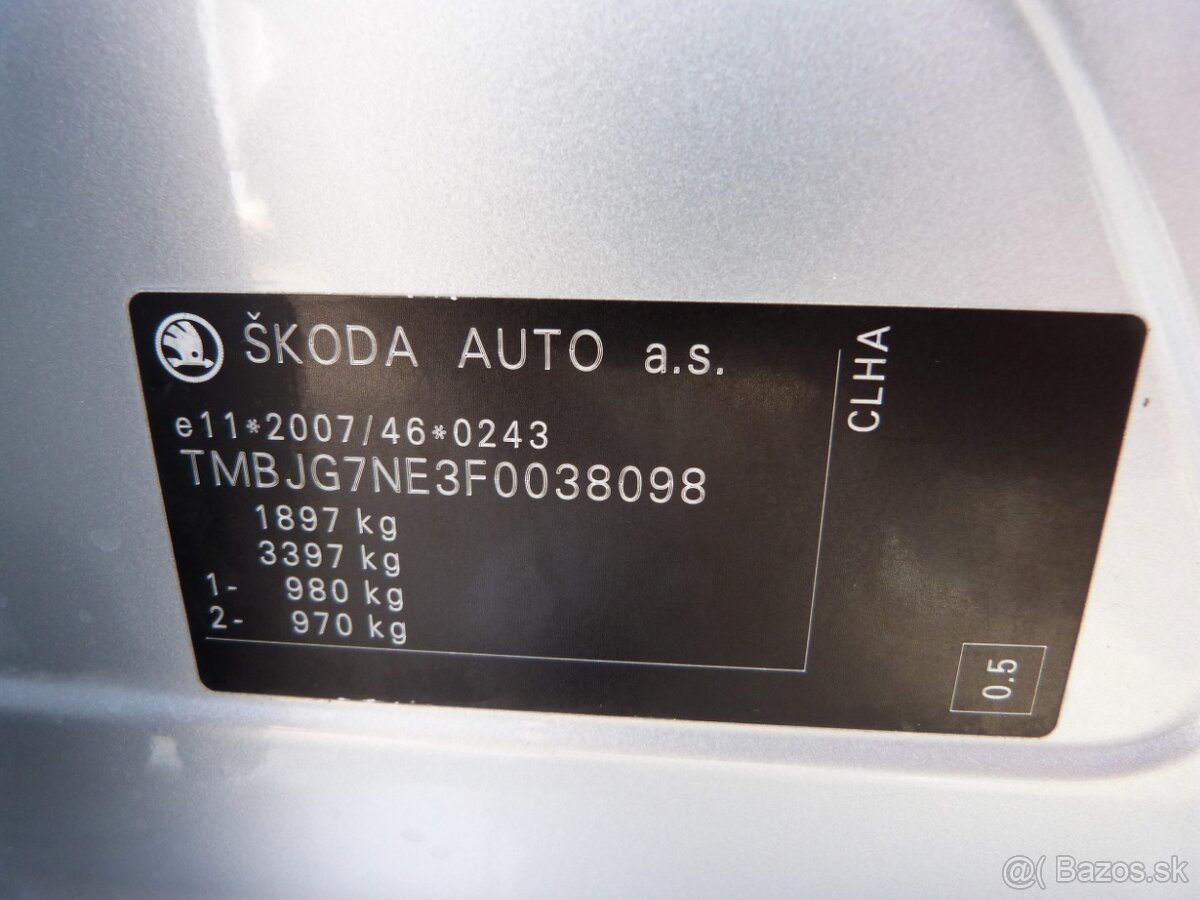 ŠKODA AUTO a.s.
e11*2007/46*0243
TMBJG7NE3F0038098
1897 kg
3397 kg
1- 980 kg
2- 970 kg
CLHA
0.5
@( Bazos.sk